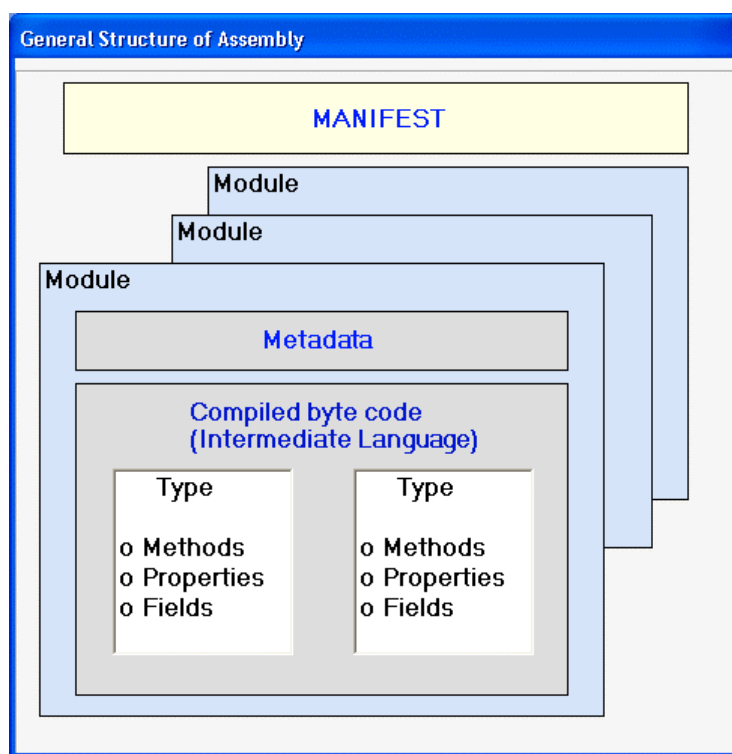 General Structure of Assembly
MANIFEST
Module
Module
Module
Metadata
Compiled byte code
(Intermediate Language)
Type
o Methods
o Properties
o Fields
Type
o Methods
o Properties
o Fields